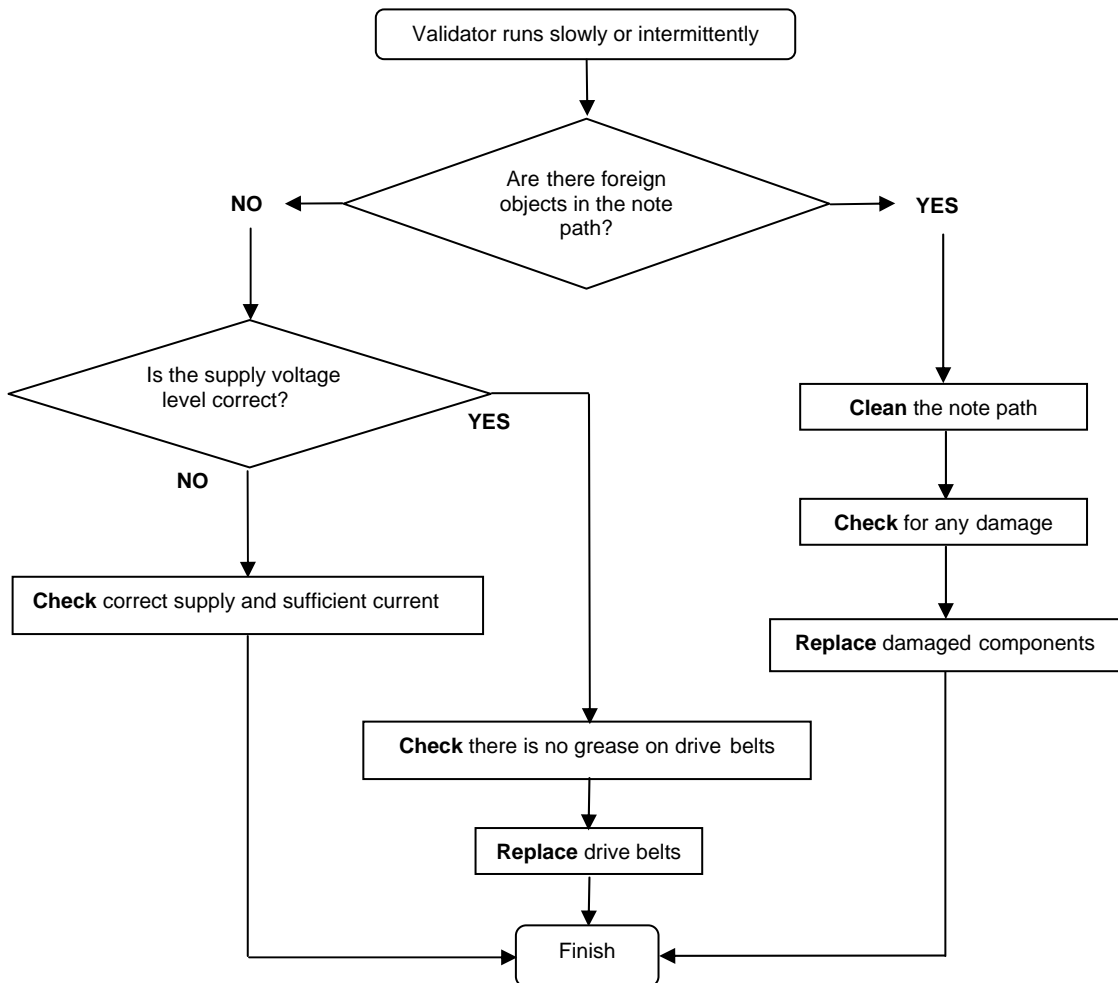 Validator runs slowly or intermittently
Are there foreign
objects in the note
path?
NO
YES
Is the supply voltage
level correct?
YES
NO
Clean the note path
Check for any damage
Check correct supply and sufficient current
Replace damaged components
Check there is no grease on drive belts
Replace drive belts
Finish